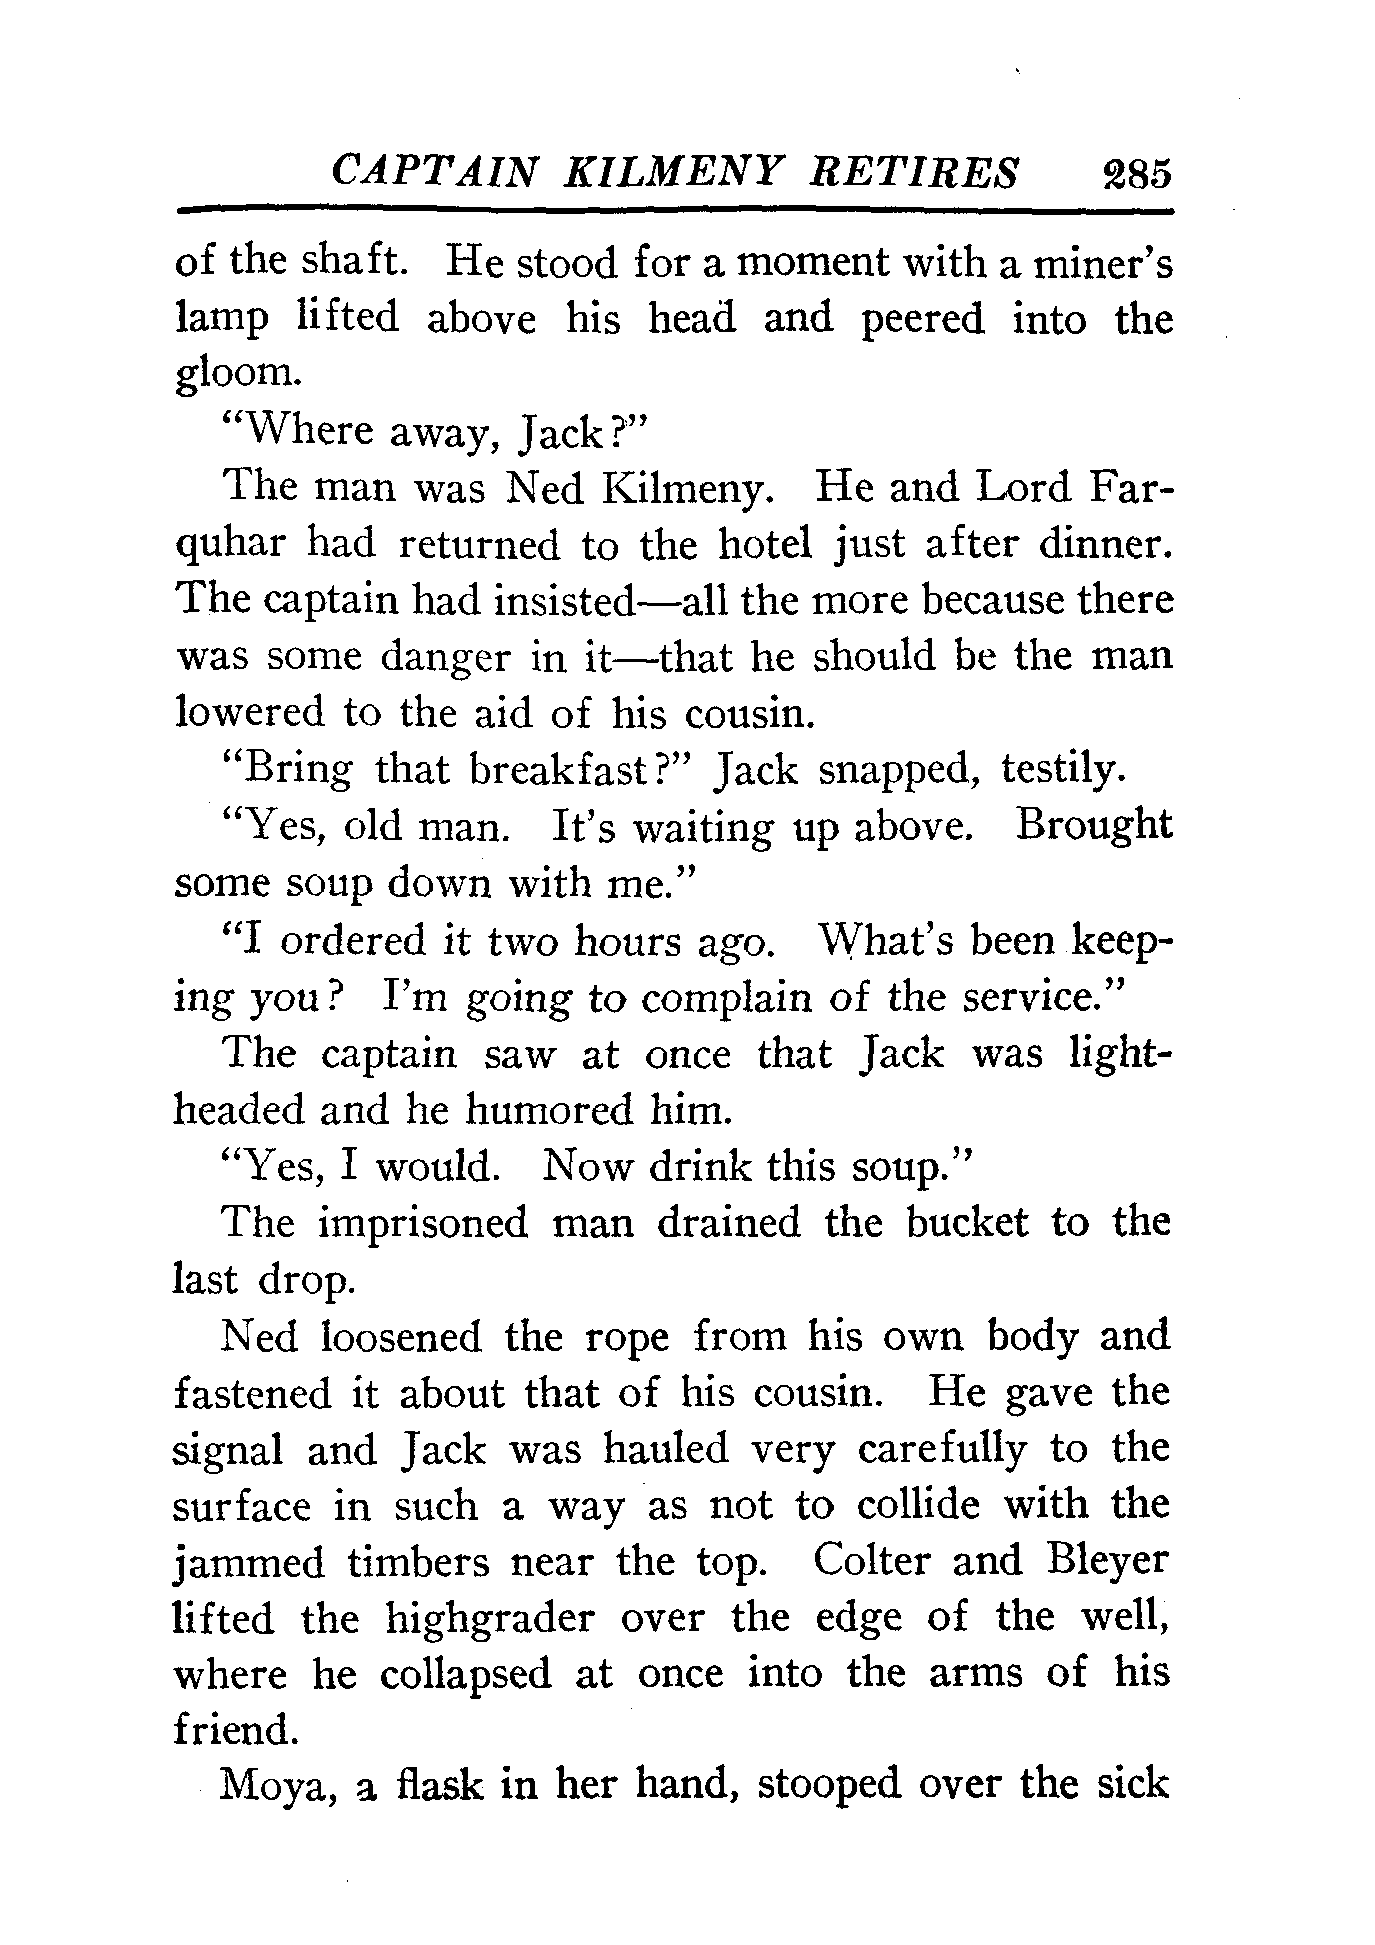 CAPTAIN KILMENY RETIRES 285
of the shaft. He stood for a moment with a miner's
lamp lifted above his head and peered into the
gloom.
"Where away, Jack?"
The man was Ned Kilmeny. He and Lord Far-
quhar had returned to the hotel just after dinner.
The captain had insisted—all the more because there
was some danger in it—that he should be the man
lowered to the aid of his cousin.
"Bring that breakfast?" Jack snapped, testily.
"Yes, old man. It's waiting up above. Brought
some soup down with me."
"I ordered it two hours ago. What's been keep-
ing you? I'm going to complain of the service."
The captain saw at once that Jack was light-
headed and he humored him.
"Yes, I would. Now drink this soup."
The imprisoned man drained the bucket to the
last drop.
Ned loosened the rope from his own body and
fastened it about that of his cousin. He gave the
signal and Jack was hauled very carefully to the
surface in such a way as not to collide with the
jammed timbers near the top. Colter and Bleyer
lifted the highgrader over the edge of the well,
where he collapsed at once into the arms of his
friend.
Moya, a flask in her hand, stooped over the sick